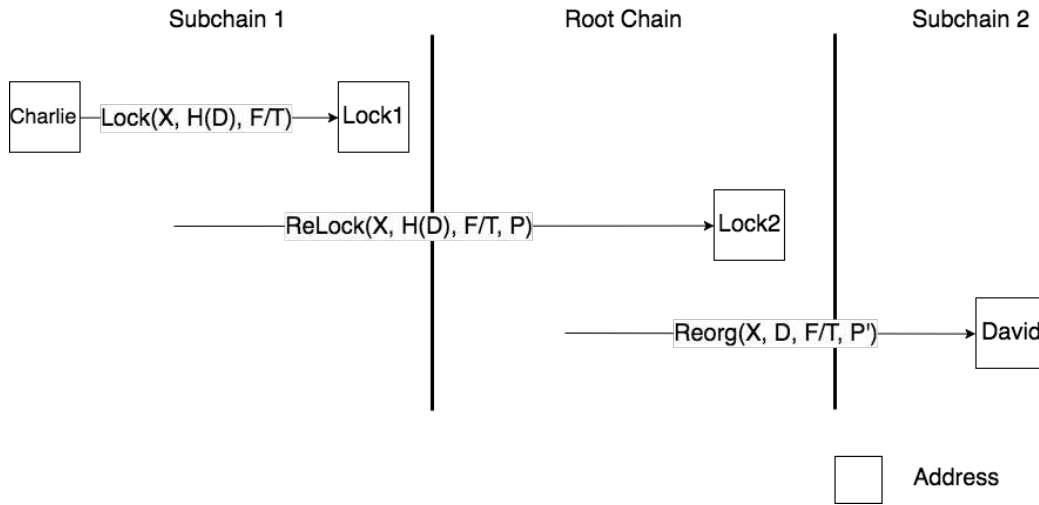 Subchain 1
Root Chain
Subchain 2
Charlie
Lock(X, H(D), F/T)
Lock1
ReLock(X, H(D), F/T, P)
Lock2
Reorg(X, D, F/T, P')
David
Address